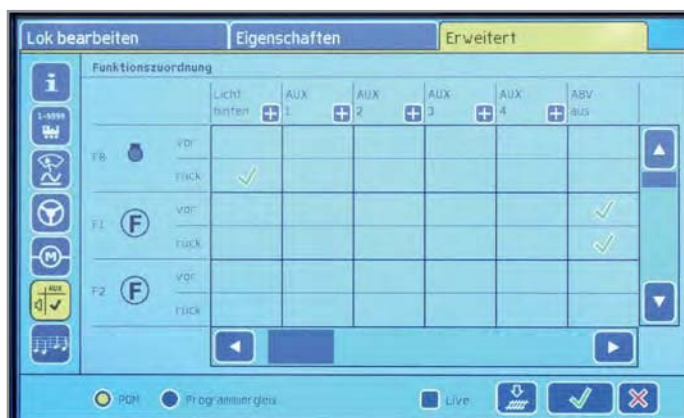 Lok bearbeiten Eigenschaften Erweitert
Funktionszuordnung
Licht hinten AUX 1 AUX 2 AUX 3 AUX 4 ABV aus
i
1-9999
F0 vor
rück
F1 F vor
rück
M
F2 F vor
AUX
rück
POM Programmiergleis Live